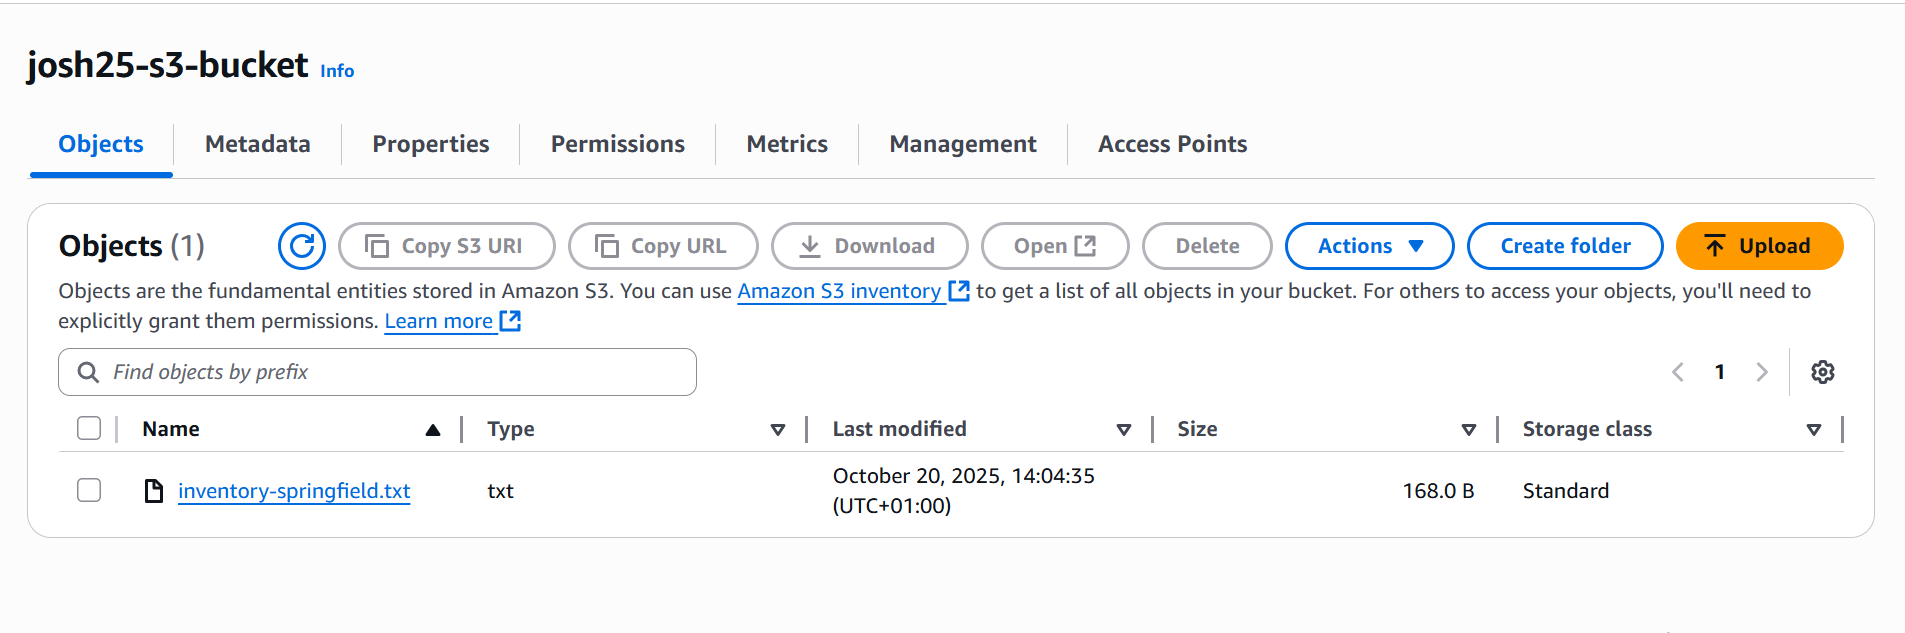 josh25-s3-bucket Info
Objects Metadata Properties Permissions Metrics Management Access Points
Objects (1) Copy S3 URI Copy URL Download Open Delete Actions Create folder Upload
Objects are the fundamental entities stored in Amazon S3. You can use Amazon S3 inventory to get a list of all objects in your bucket. For others to access your objects, you'll need to
explicitly grant them permissions. Learn more
Find objects by prefix 1
Name Type Last modified Size Storage class
inventory-springfield.txt txt October 20, 2025, 14:04:35 168.0 B Standard
(UTC+01:00)